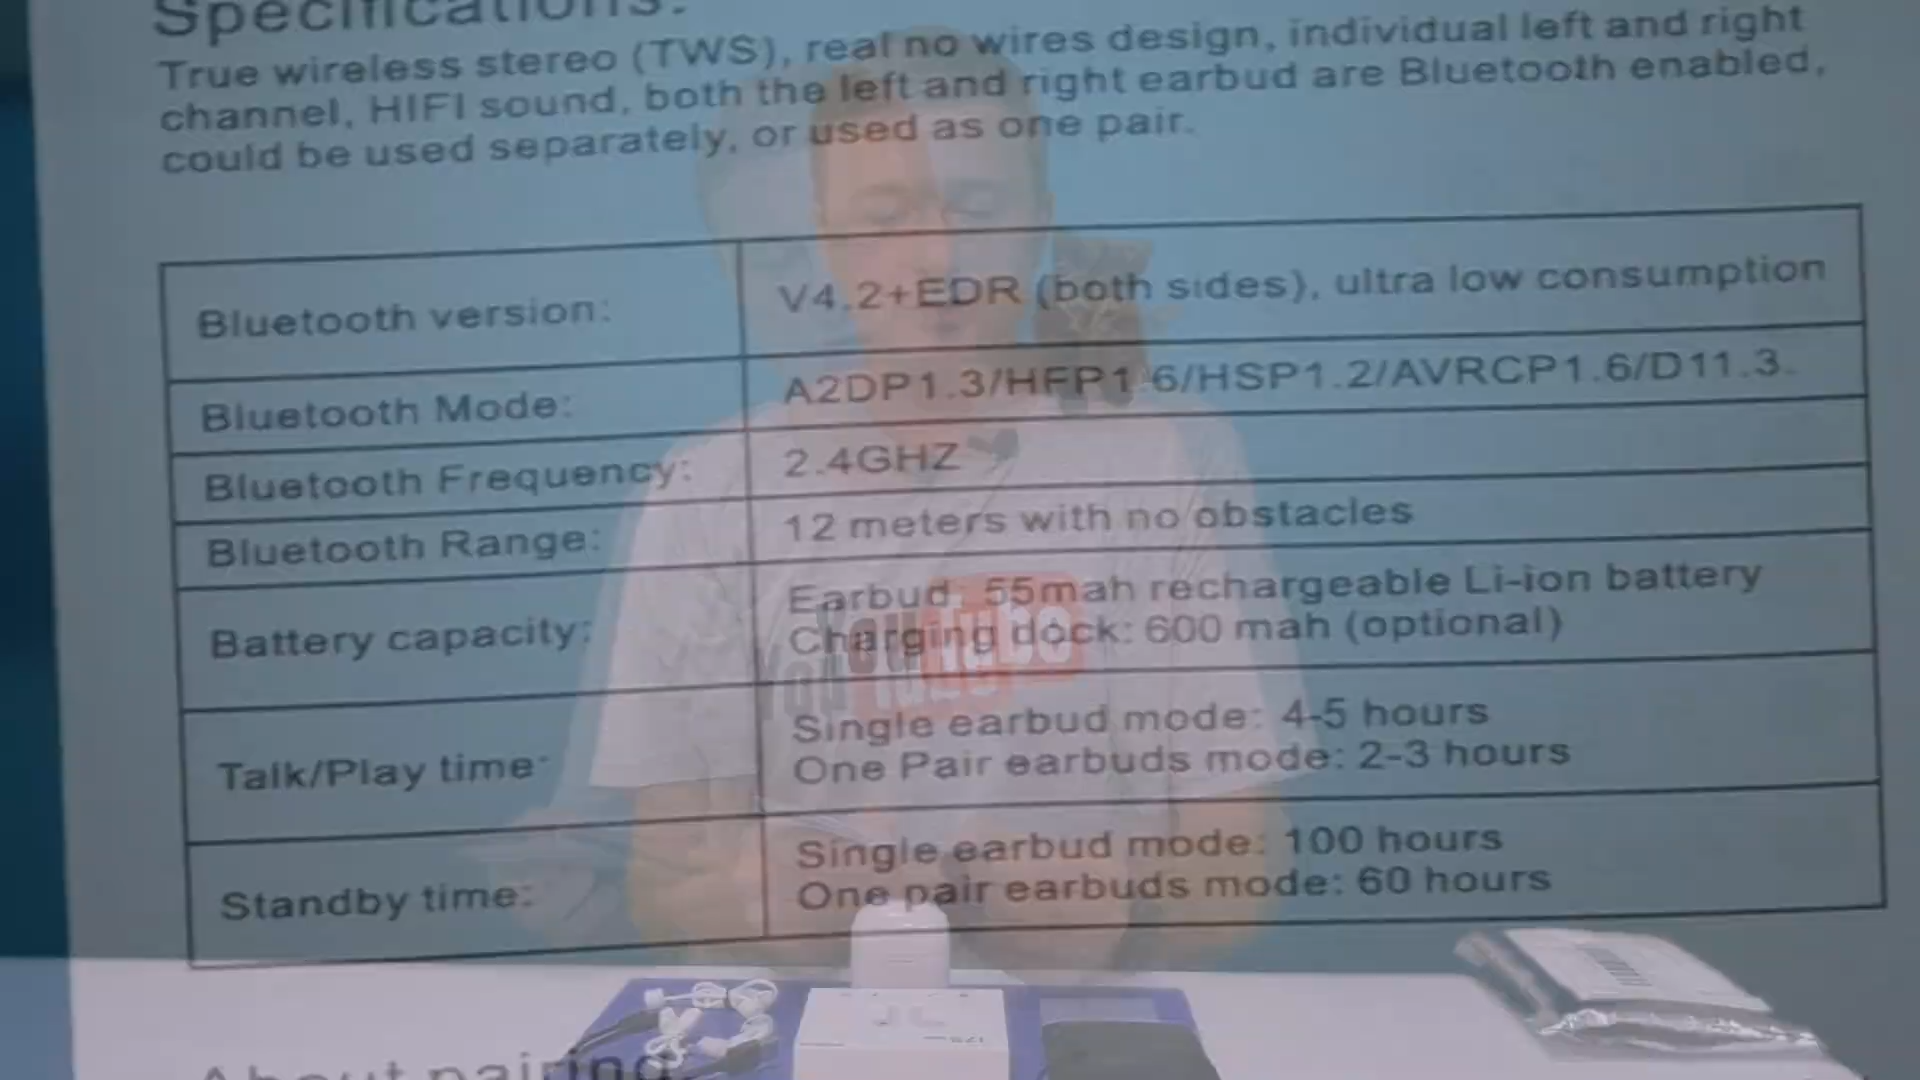 Specifications:
True wireless stereo (TWS), real no wires design, individual left and right
channel, HIFI sound, both the left and right earbud are Bluetooth enabled,
could be used separately, or used as one pair.
Bluetooth version: V4.2+EDR (both sides), ultra low consumption
Bluetooth Mode: A2DP1.3/HFP1.6/HSP1.2/AVRCP1.6/D11.3.
Bluetooth Frequency: 2.4GHZ
Bluetooth Range: 12 meters with no obstacles
Battery capacity: Earbud: 55mah rechargeable Li-ion battery
Charging dock: 600 mah (optional)
YouTube
Talk/Play time: Single earbud mode: 4-5 hours
One Pair earbuds mode: 2-3 hours
Standby time: Single earbud mode: 100 hours
One pair earbuds mode: 60 hours
About pairing